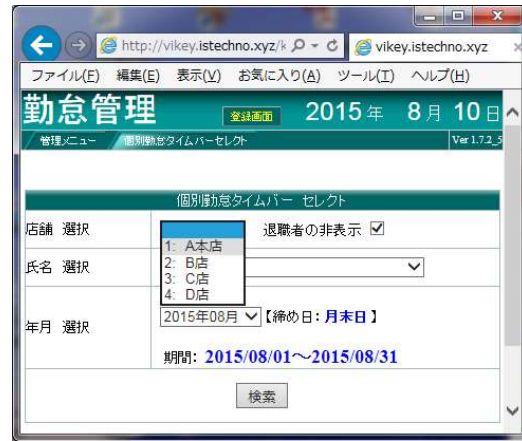 http://vikey.istechno.xyz/k
vikey.istechno.xyz
ファイル(F) 編集(E) 表示(V) お気に入り(A) ツール(T) ヘルプ(H)
勤怠管理 登録画面 2015年 8月 10日
管理メニュー 個別勤怠タイムバーセレクト Ver 1.7.2_5
個別勤怠タイムバー セレクト
店舗 選択 退職者の非表示
1: A本店
2: B店
3: C店
4: D店
氏名 選択
年月 選択
2015年08月 【締め日：月末日】
期間: 2015/08/01～2015/08/31
検索